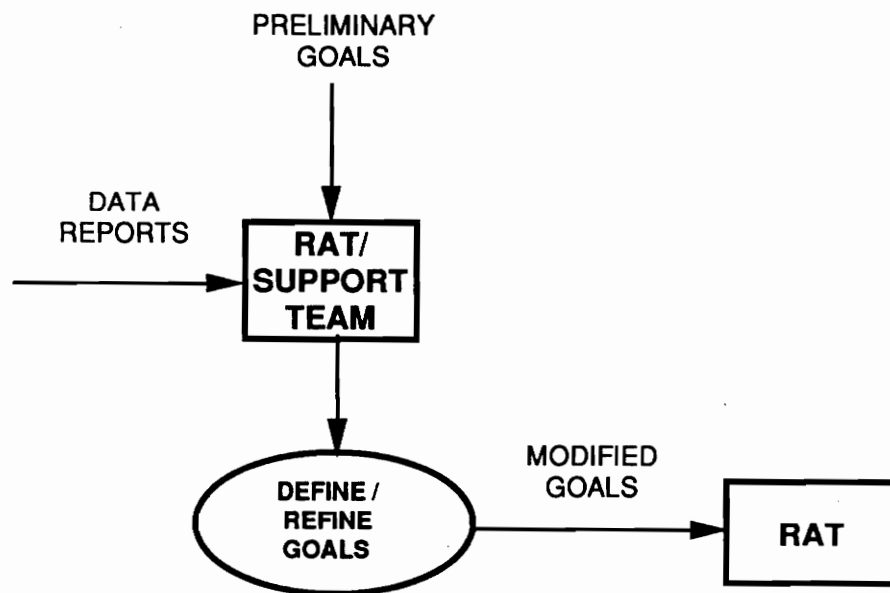 PRELIMINARY
GOALS
DATA
REPORTS
RAT/
SUPPORT
TEAM
DEFINE /
REFINE
GOALS
MODIFIED
GOALS
RAT